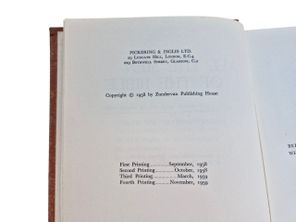 PICKERING & INGLIS LTD.
29 Ludgate Hill, London, E.C.4
229 Bothwell Street, Glasgow, C.2
Copyright © 1958 by Zondervan Publishing House
First Printing............September, 1958
Second Printing............October, 1958
Third Printing............March, 1959
Fourth Printing............November, 1959